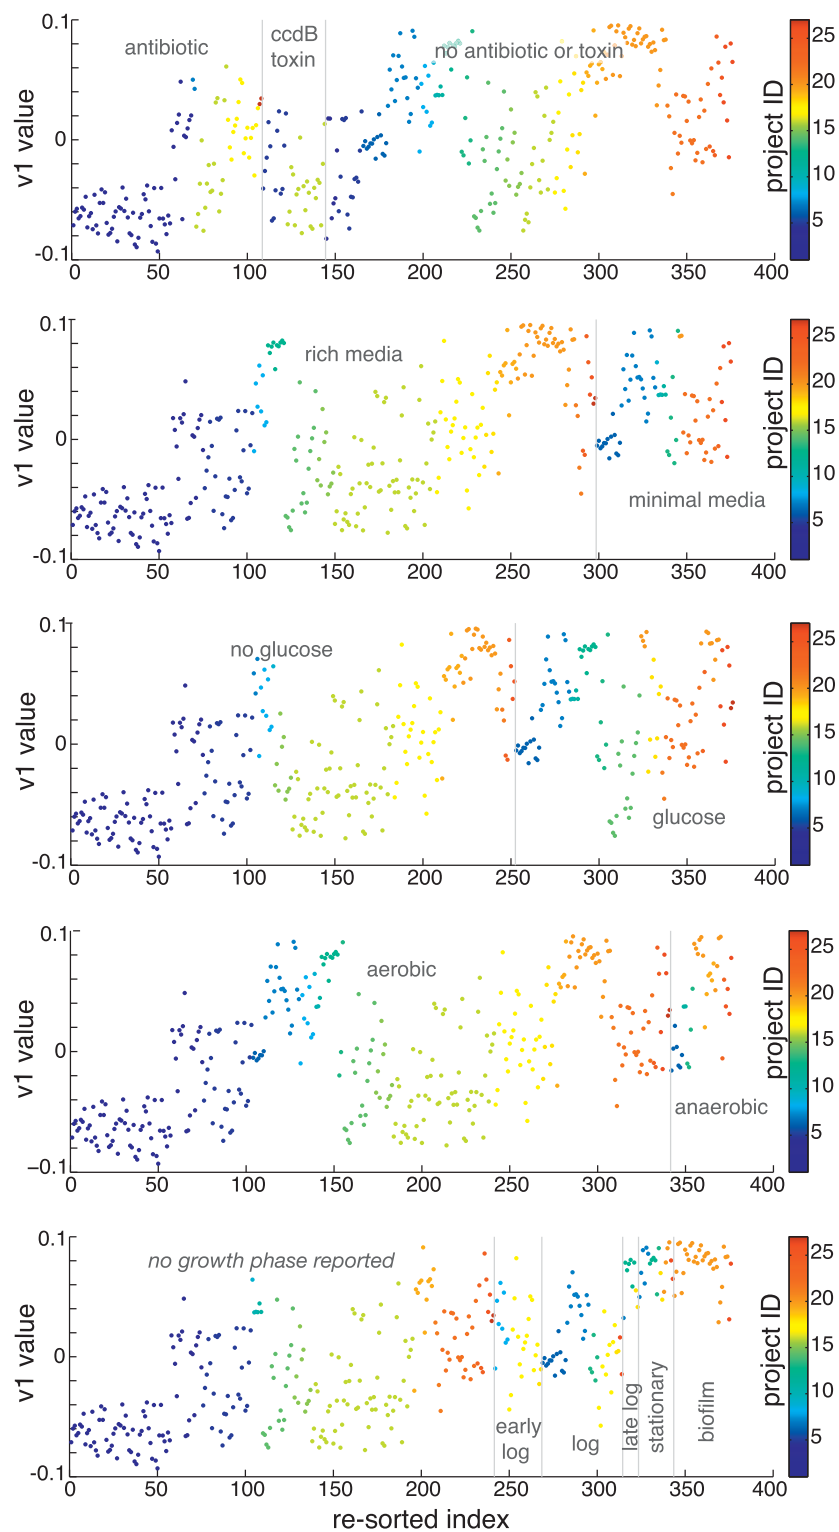 0.1
antibiotic
ccdB
toxin
no antibiotic or toxin
v1 value
0
-0.1
0 50 100 150 200 250 300 350 400
project ID
25
20
15
10
5
0.1
rich media
minimal media
v1 value
0
-0.1
0 50 100 150 200 250 300 350 400
project ID
25
20
15
10
5
0.1
no glucose
glucose
v1 value
0
-0.1
0 50 100 150 200 250 300 350 400
project ID
25
20
15
10
5
0.1
aerobic
anaerobic
v1 value
0
−0.1
0 50 100 150 200 250 300 350 400
project ID
25
20
15
10
5
0.1
no growth phase reported
early
log
log
late log
stationary
biofilm
v1 value
0
-0.1
0 50 100 150 200 250 300 350 400
project ID
25
20
15
10
5
re-sorted index